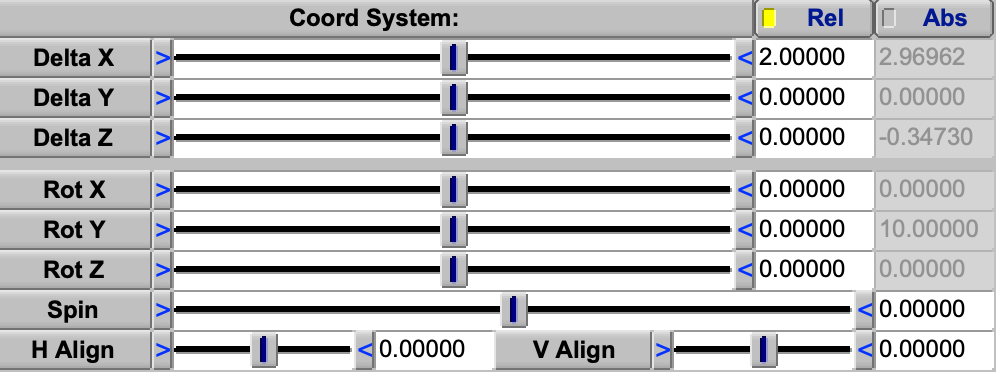 Coord System: Rel Abs
Delta X > < 2.00000 2.96962
Delta Y > < 0.00000 0.00000
Delta Z > < 0.00000 -0.34730
Rot X > < 0.00000 0.00000
Rot Y > < 0.00000 10.00000
Rot Z > < 0.00000 0.00000
Spin > < 0.00000
H Align > < 0.00000 V Align > < 0.00000